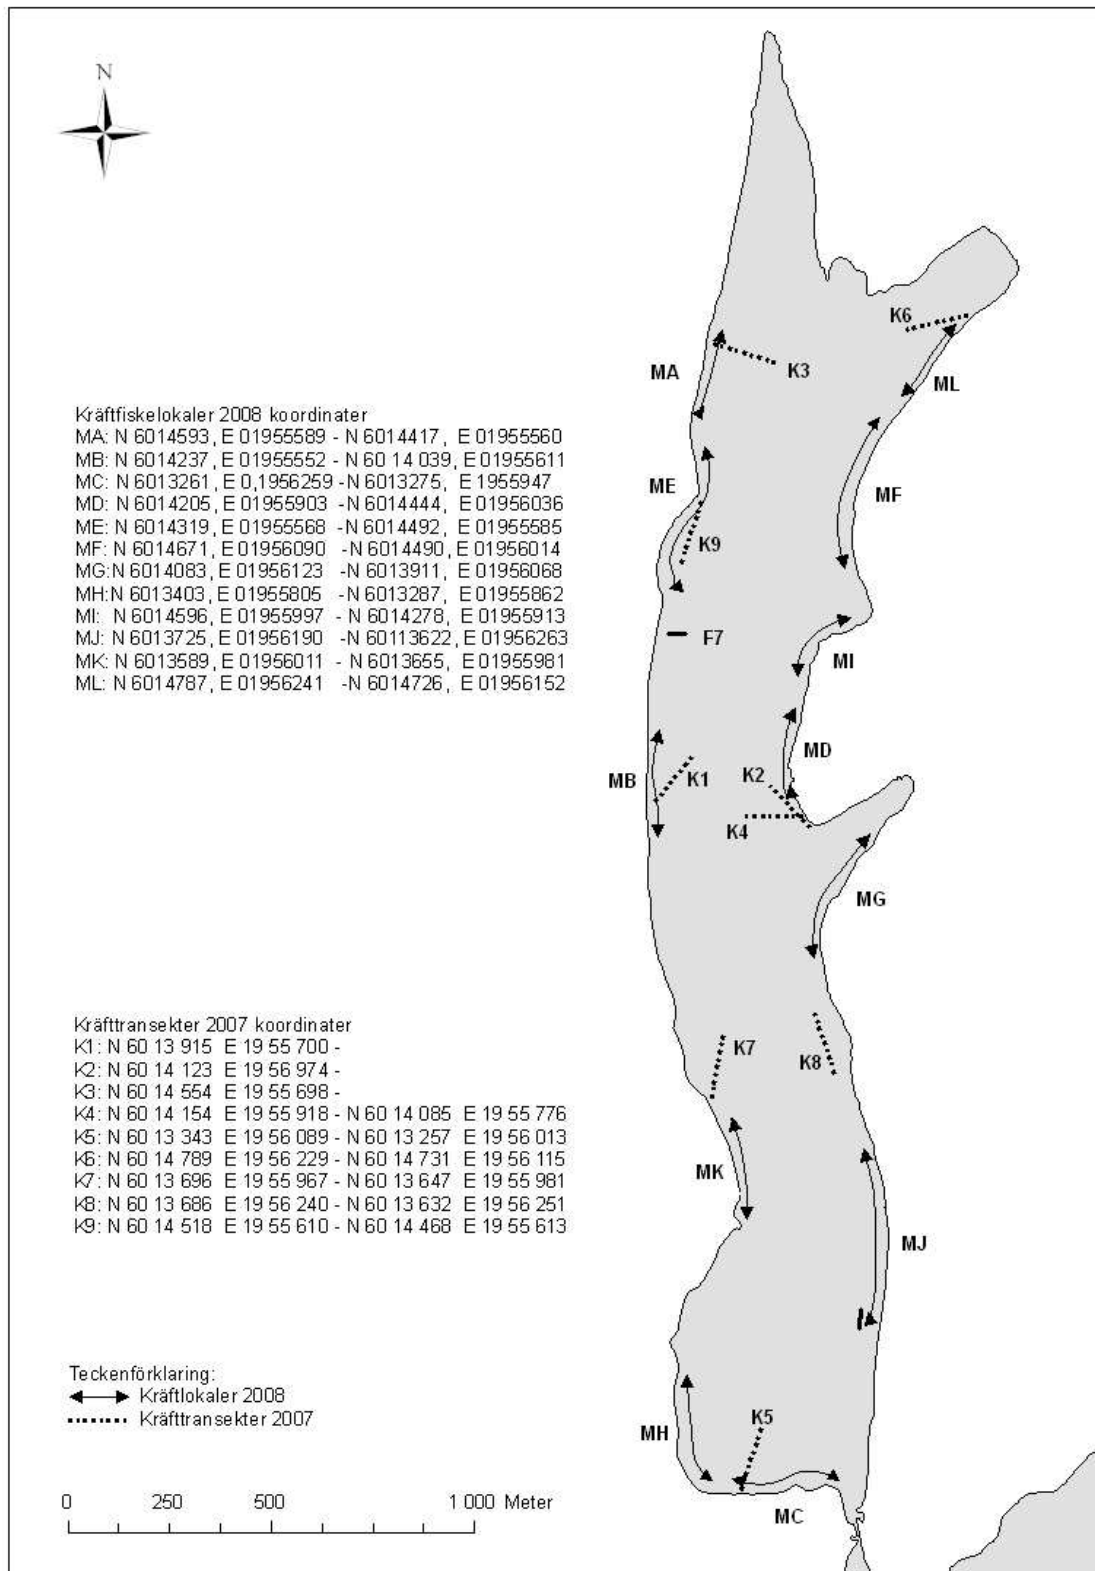 N
K6
K3
MA
ML
Kräftfiskelokaler 2008 koordinater
MA: N 6014593, E 01955589 - N 6014417, E 01955560
MB: N 6014237, E 01955552 - N 60 14 039, E 01955611
MC: N 6013261, E 0,1956259 -N 6013275, E 1955947
MD: N 6014205, E 01955903 -N 6014444, E 01956036
ME: N 6014319, E 01955568 -N 6014492, E 01955585
MF: N 6014671, E 01956090 -N 6014490, E 01956014
MG:N 6014083, E 01956123 -N 6013911, E 01956068
MH:N 6013403, E 01955805 -N 6013287, E 01955862
MI: N 6014596, E 01955997 - N 6014278, E 01955913
MJ: N 6013725, E 01956190 -N 60113622, E 01956263
MK: N 6013589, E 01956011 - N 6013655, E 01955981
ML: N 6014787, E 01956241 -N 6014726, E 01956152
ME
MF
K9
F7
MI
MD
MB
K1
K2
K4
MG
Kräfttransekter 2007 koordinater
K1: N 60 13 915 E 19 55 700 -
K2: N 60 14 123 E 19 56 974 -
K3: N 60 14 554 E 19 55 698 -
K4: N 60 14 154 E 19 55 918 - N 60 14 085 E 19 55 776
K5: N 60 13 343 E 19 56 089 - N 60 13 257 E 19 56 013
K6: N 60 14 789 E 19 56 229 - N 60 14 731 E 19 56 115
K7: N 60 13 696 E 19 55 967 - N 60 13 647 E 19 55 981
K8: N 60 13 686 E 19 56 240 - N 60 13 632 E 19 56 251
K9: N 60 14 518 E 19 55 610 - N 60 14 468 E 19 55 613
K7
K8
MK
MJ
Teckenförklaring:
Kräftlokaler 2008
Kräfttransekter 2007
K5
MH
MC
0 250 500 1 000 Meter